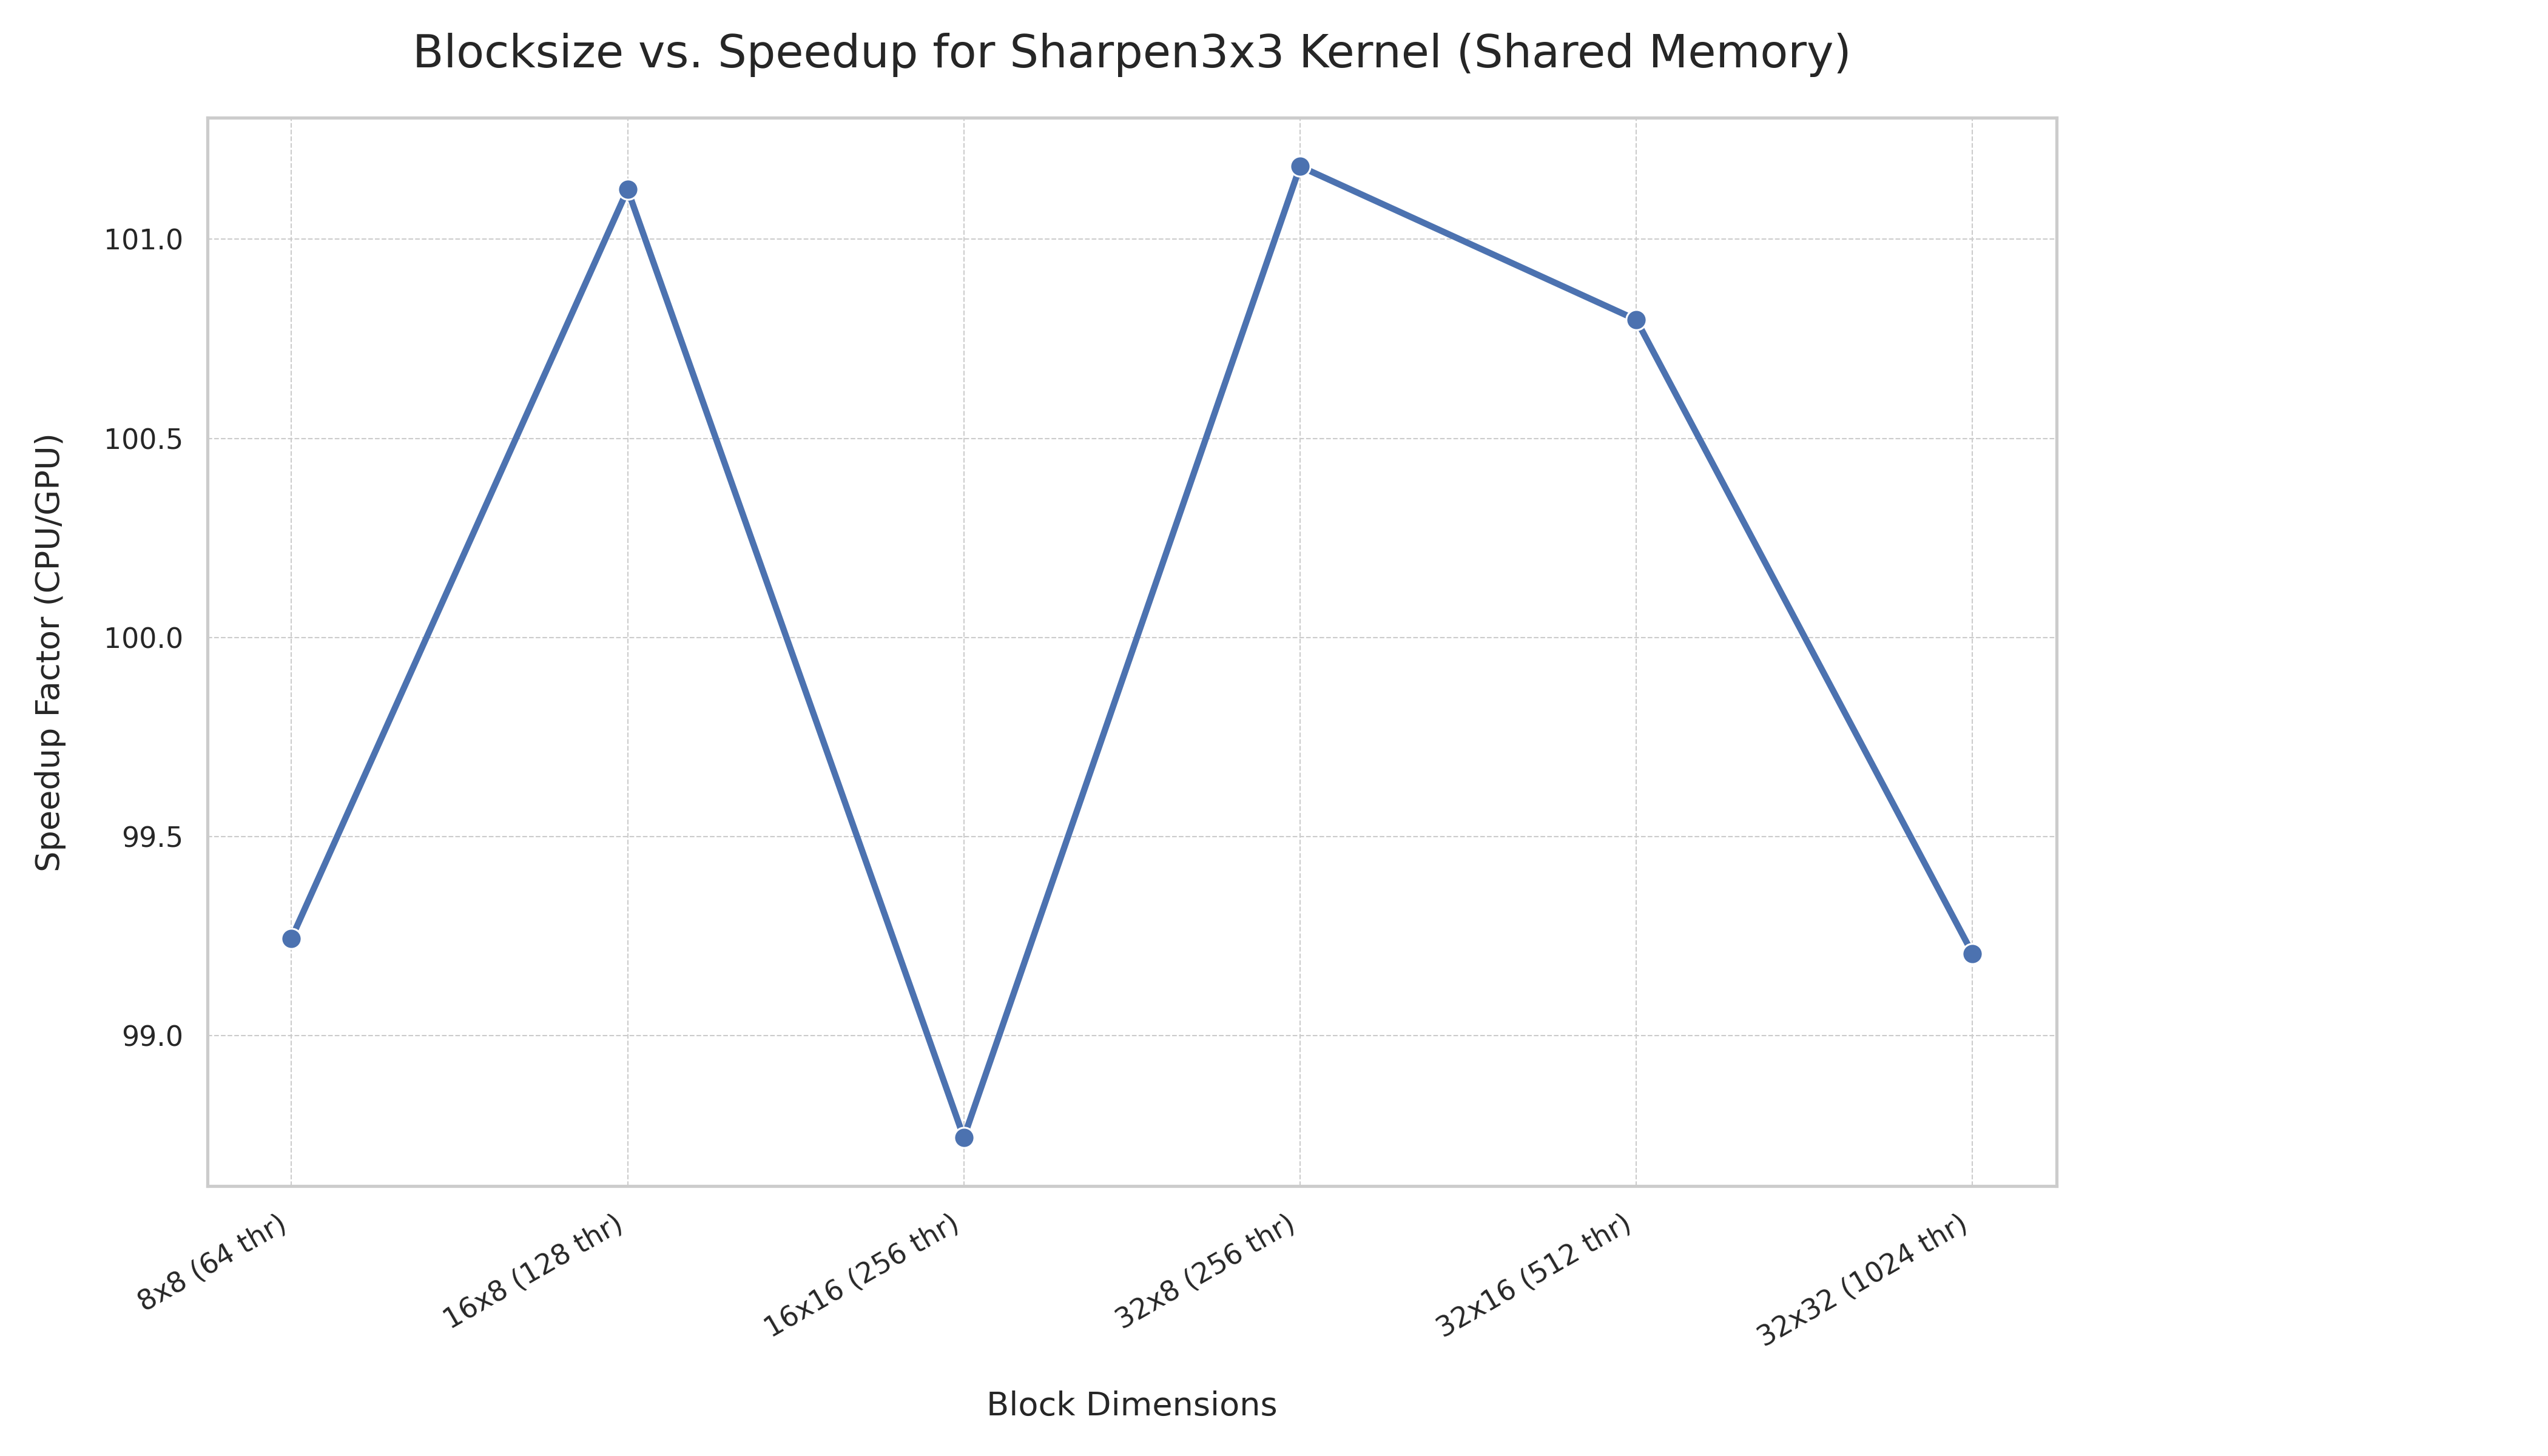 Blocksize vs. Speedup for Sharpen3x3 Kernel (Shared Memory)
Speedup Factor (CPU/GPU)
101.0
100.5
100.0
99.5
99.0
8x8 (64 thr)
16x8 (128 thr)
16x16 (256 thr)
32x8 (256 thr)
32x16 (512 thr)
32x32 (1024 thr)
Block Dimensions